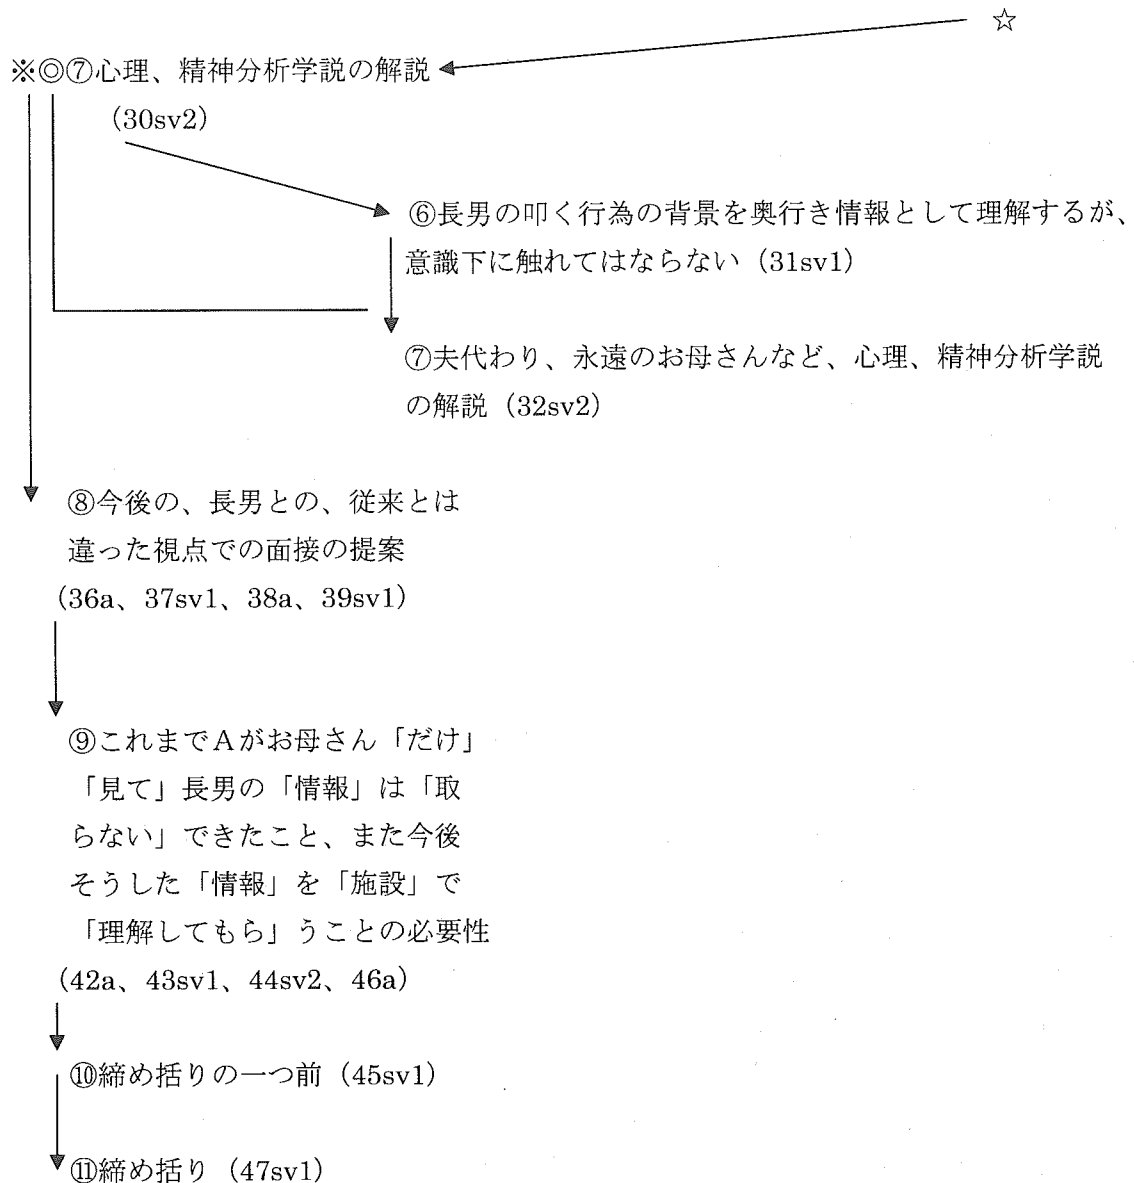 ☆
※◎⑦心理、精神分析学説の解説
(30sv2)
⑥長男の叩く行為の背景を奥行き情報として理解するが、
意識下に触れてはならない(31sv1)
⑦夫代わり、永遠のお母さんなど、心理、精神分析学説
の解説(32sv2)
⑧今後の、長男との、従来とは
違った視点での面接の提案
(36a、37sv1、38a、39sv1)
⑨これまでAがお母さん「だけ」
「見て」長男の「情報」は「取
らない」できたこと、また今後
そうした「情報」を「施設」で
「理解してもら」うことの必要性
(42a、43sv1、44sv2、46a)
⑩締め括りの一つ前(45sv1)
⑪締め括り(47sv1)